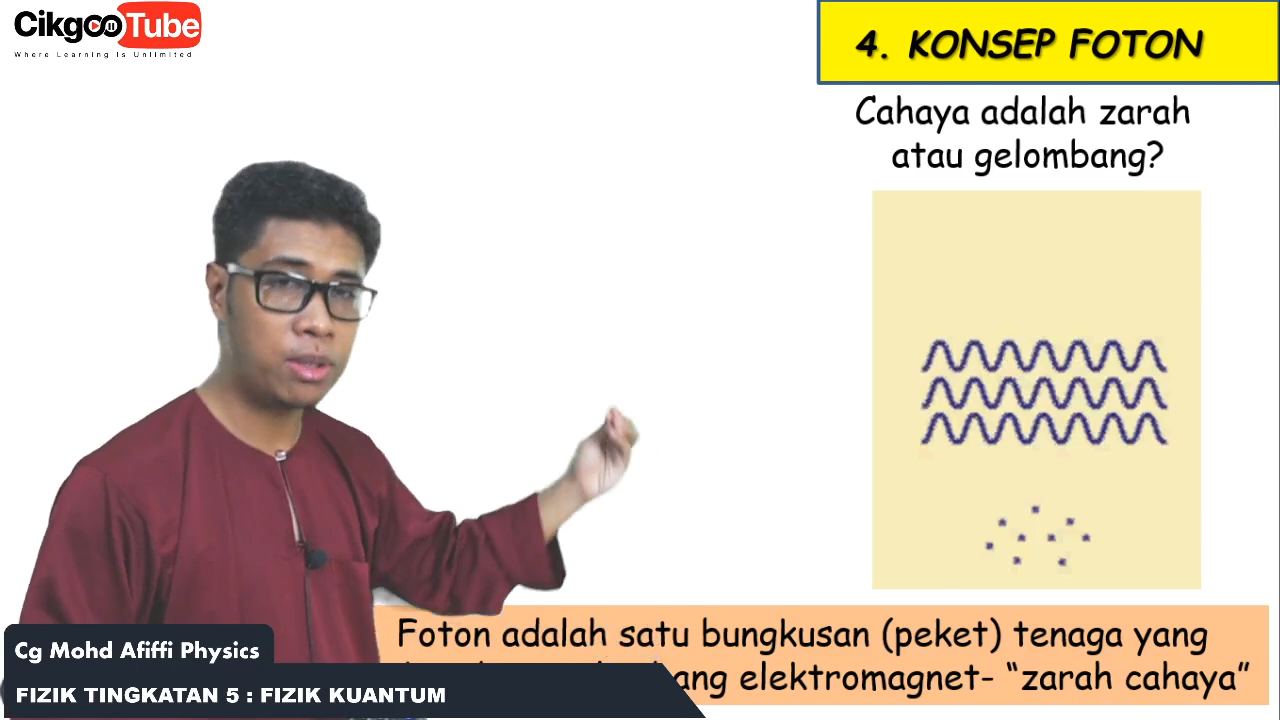 CikgooTube
Where Learning Is Unlimited
4. KONSEP FOTON
Cahaya adalah zarah
atau gelombang?
Foton adalah satu bungkusan (peket) tenaga yang
ang elektromagnet- “zarah cahaya”
Cg Mohd Afiffi Physics
FIZIK TINGKATAN 5 : FIZIK KUANTUM